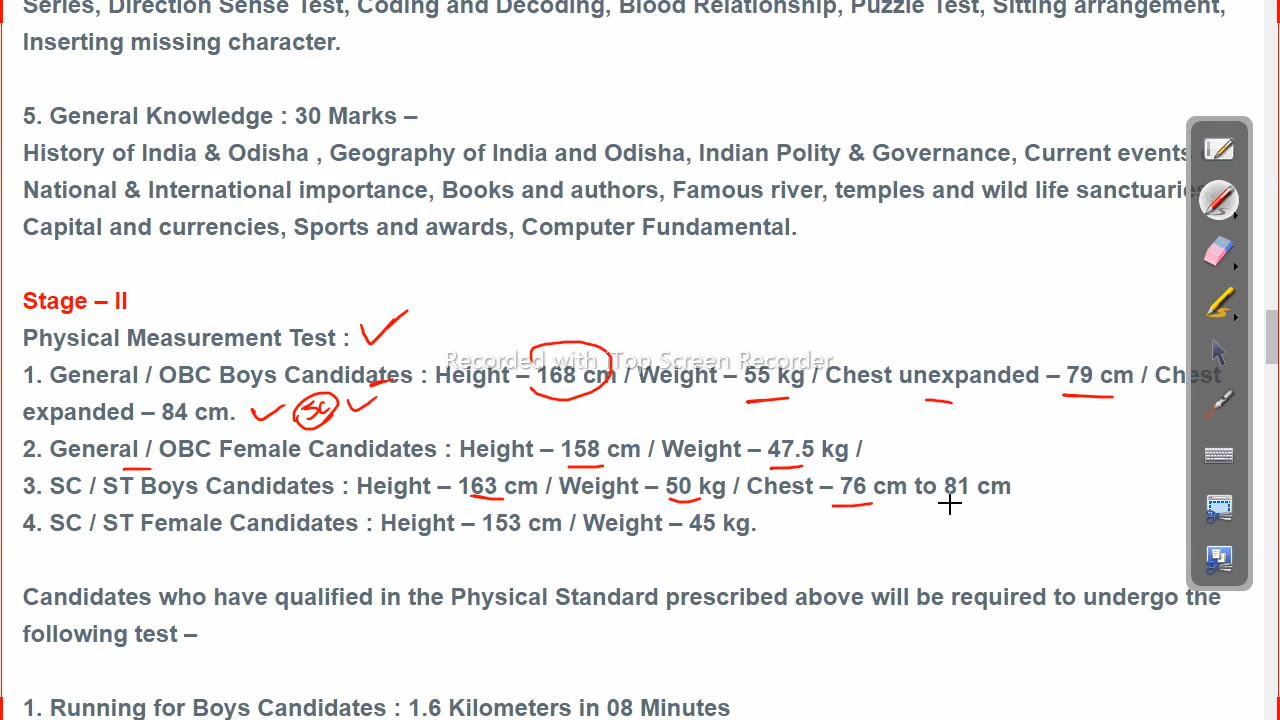 Series, Direction Sense Test, Coding and Decoding, Blood Relationship, Puzzle Test, Sitting arrangement,
Inserting missing character.
5. General Knowledge : 30 Marks –
History of India & Odisha , Geography of India and Odisha, Indian Polity & Governance, Current events
National & International importance, Books and authors, Famous river, temples and wild life sanctuaries
Capital and currencies, Sports and awards, Computer Fundamental.
Stage – II
Physical Measurement Test :
Recorded with iTop Screen Recorder
1. General / OBC Boys Candidates : Height – 168 cm / Weight – 55 kg / Chest unexpanded – 79 cm / Chest
expanded – 84 cm. SC
2. General / OBC Female Candidates : Height – 158 cm / Weight – 47.5 kg /
3. SC / ST Boys Candidates : Height – 163 cm / Weight – 50 kg / Chest – 76 cm to 81 cm
4. SC / ST Female Candidates : Height – 153 cm / Weight – 45 kg.
Candidates who have qualified in the Physical Standard prescribed above will be required to undergo the
following test –
1. Running for Boys Candidates : 1.6 Kilometers in 08 Minutes